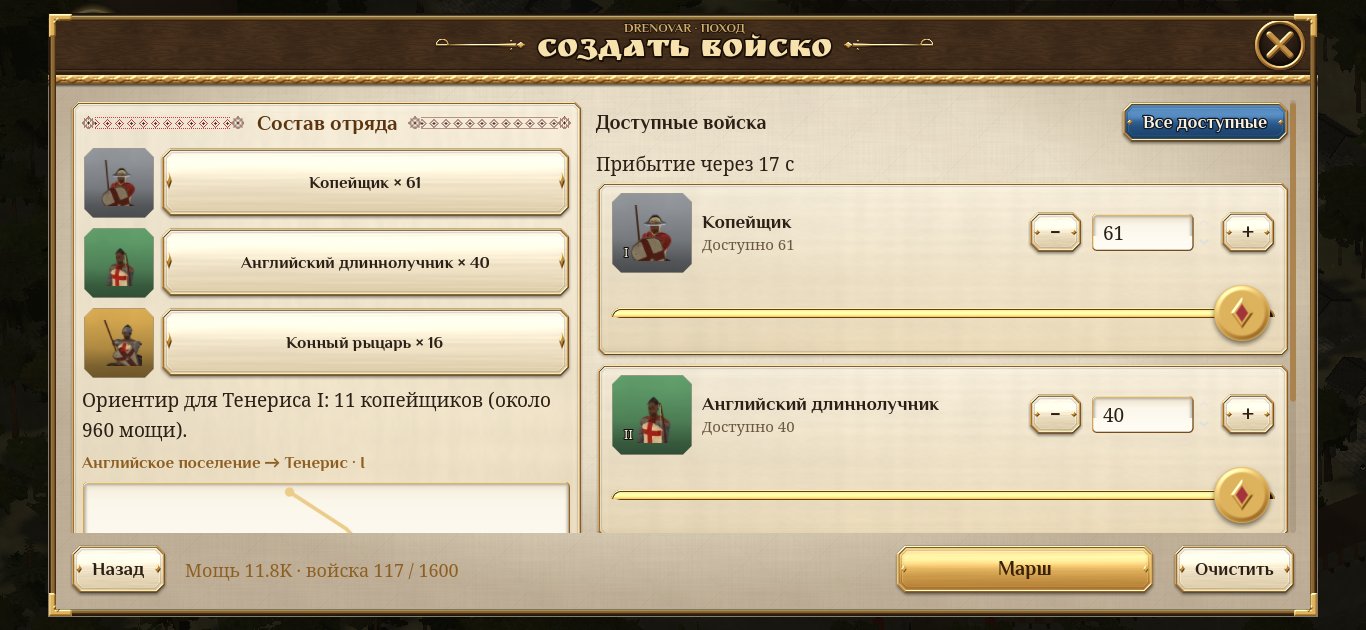 DRENOVAR · ПОХОД
СОЗДАТЬ ВОЙСКО
Состав отряда
Копейщик × 61
Английский длиннолучник × 40
Конный рыцарь × 16
Ориентир для Тенериса I: 11 копейщиков (около
960 мощи).
Английское поселение → Тенерис · I
Доступные войска
Все доступные
Прибытие через 17 с
I
Копейщик
Доступно 61
-
61
+
II
Английский длиннолучник
Доступно 40
-
40
+
Назад
Мощь 11.8K · войска 117 / 1600
Марш
Очистить